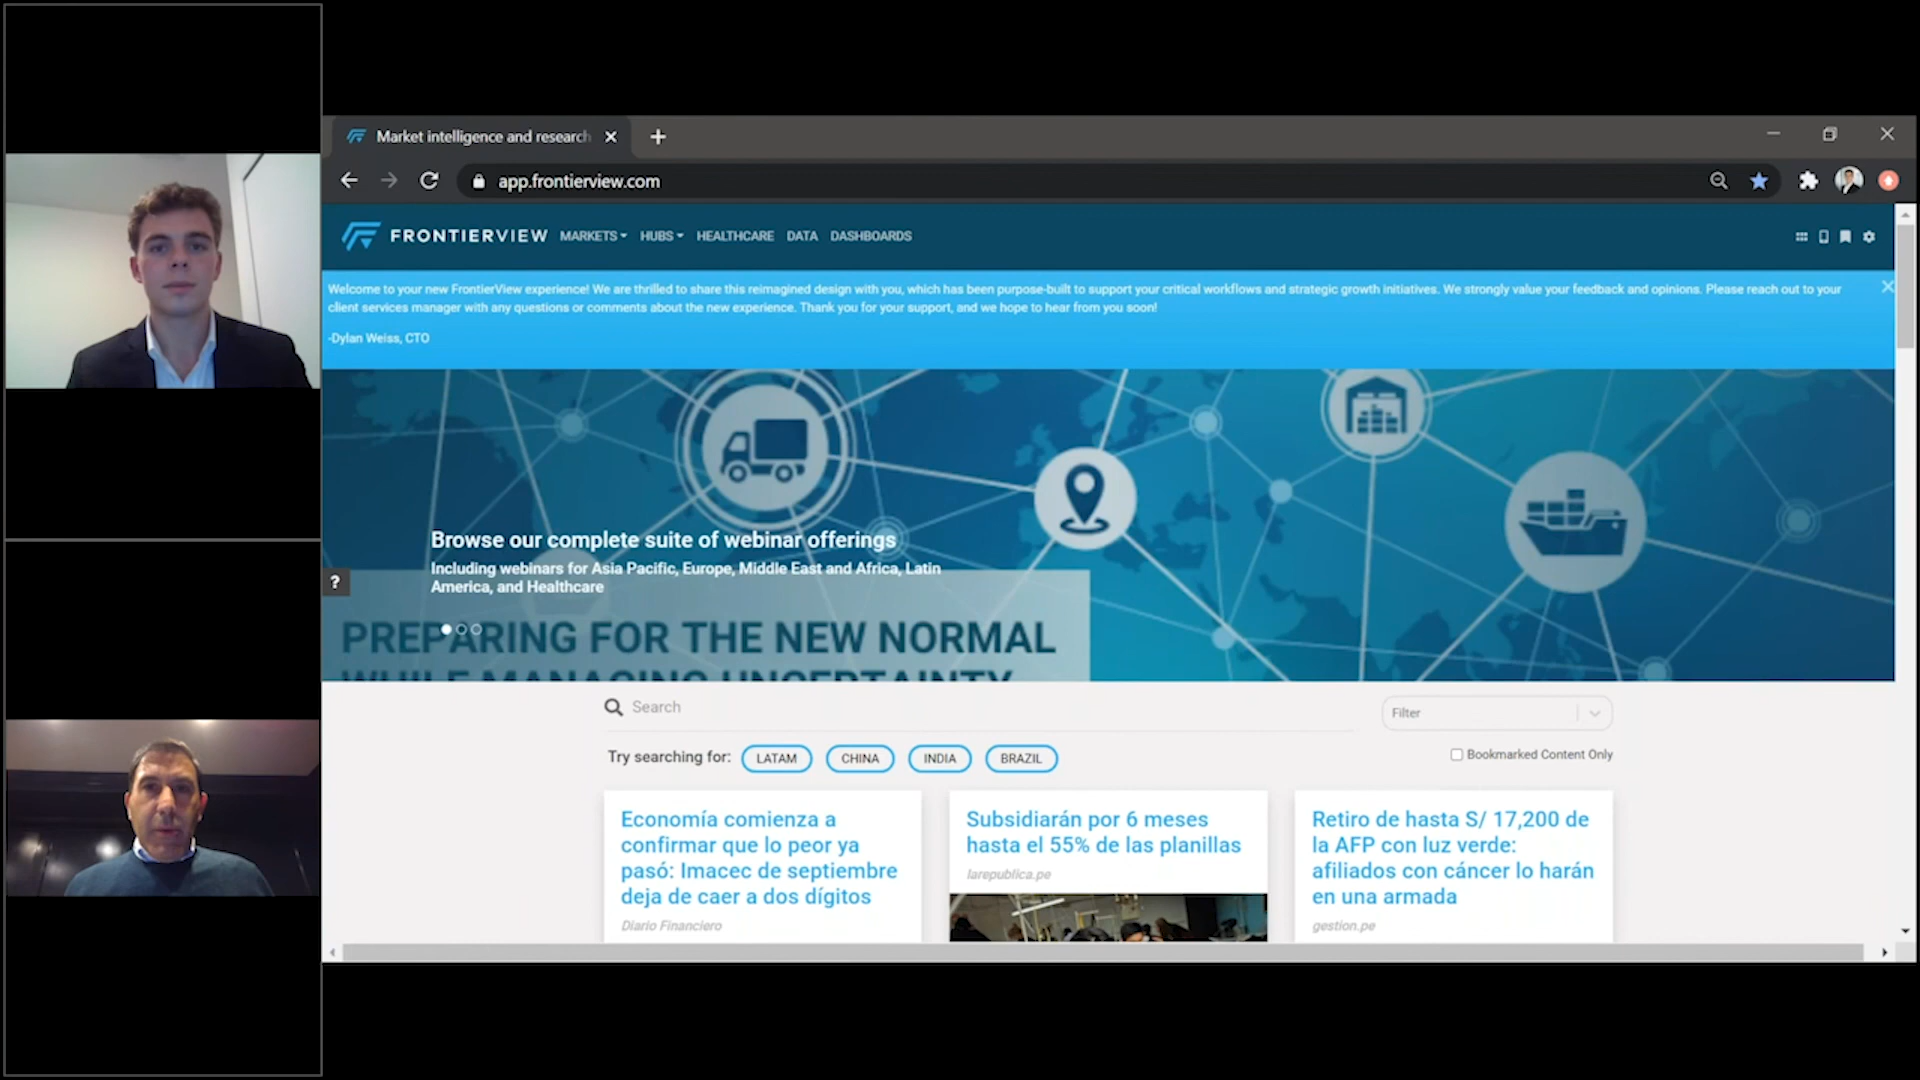 Market intelligence and research
app.frontierview.com
FRONTIERVIEW MARKETS HUBS HEALTHCARE DATA DASHBOARDS
Welcome to your new FrontierView experience! We are thrilled to share this reimagined design with you, which has been purpose-built to support your critical workflows and strategic growth initiatives. We strongly value your feedback and opinions. Please reach out to your
client services manager with any questions or comments about the new experience. Thank you for your support, and we hope to hear from you soon!
-Dylan Weiss, CTO
Browse our complete suite of webinar offerings
Including webinars for Asia Pacific, Europe, Middle East and Africa, Latin
America, and Healthcare
?
PREPARING FOR THE NEW NORMAL
WHILE MANAGING UNCERTAINTY
Search
Filter
Try searching for: LATAM CHINA INDIA BRAZIL
Bookmarked Content Only
Economía comienza a
confirmar que lo peor ya
pasó: Imacec de septiembre
deja de caer a dos dígitos
Diario Financiero
Subsidiarán por 6 meses
hasta el 55% de las planillas
larepublica.pe
Retiro de hasta S/ 17,200 de
la AFP con luz verde:
afiliados con cáncer lo harán
en una armada
gestion.pe